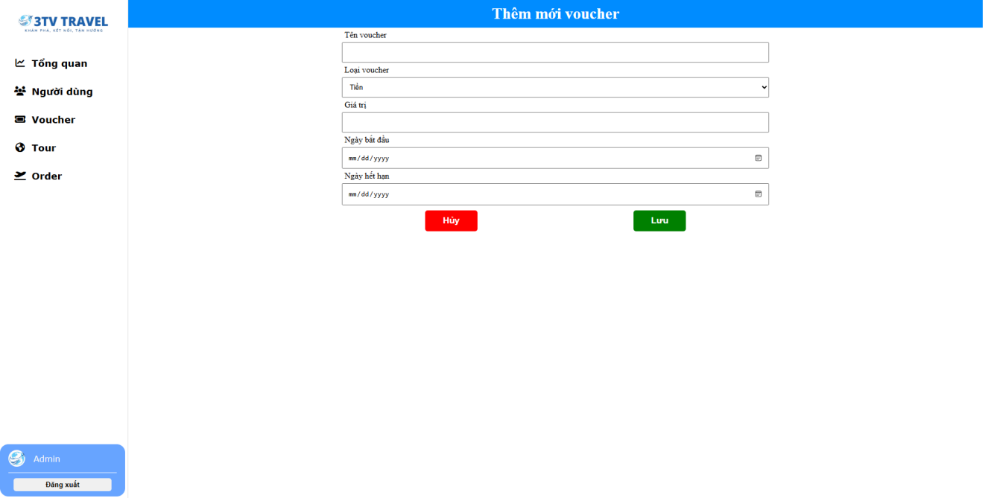 3TV TRAVEL
KHÁM PHÁ, KẾT NỐI, TẬN HƯỞNG
Tổng quan
Người dùng
Voucher
Tour
Order
Admin
Đăng xuất
Thêm mới voucher
Tên voucher
Loại voucher
Tiền
Giá trị
Ngày bắt đầu
mm/dd/yyyy
Ngày hết hạn
mm/dd/yyyy
Hủy
Lưu